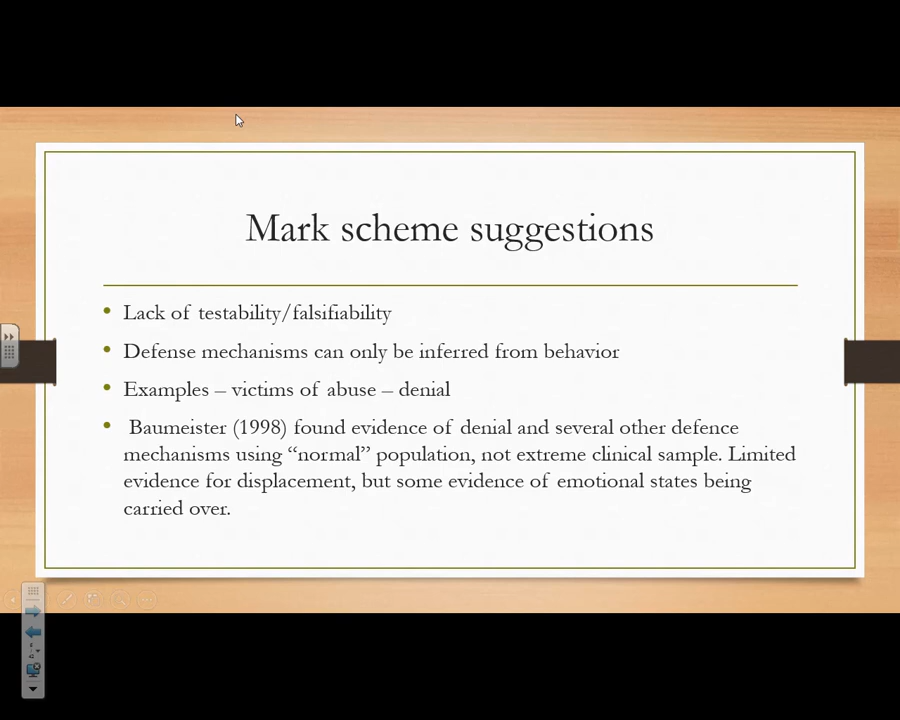 Mark scheme suggestions
• Lack of testability/falsifiability
• Defense mechanisms can only be inferred from behavior
• Examples – victims of abuse – denial
• Baumeister (1998) found evidence of denial and several other defence
mechanisms using “normal” population, not extreme clinical sample. Limited
evidence for displacement, but some evidence of emotional states being
carried over.